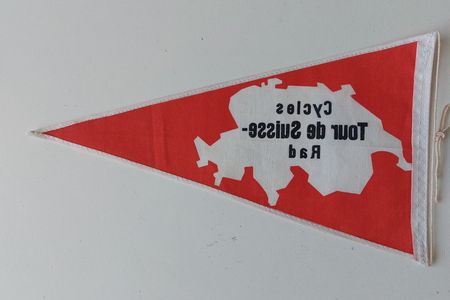 Cycles
Tour de Suisse-
Rad